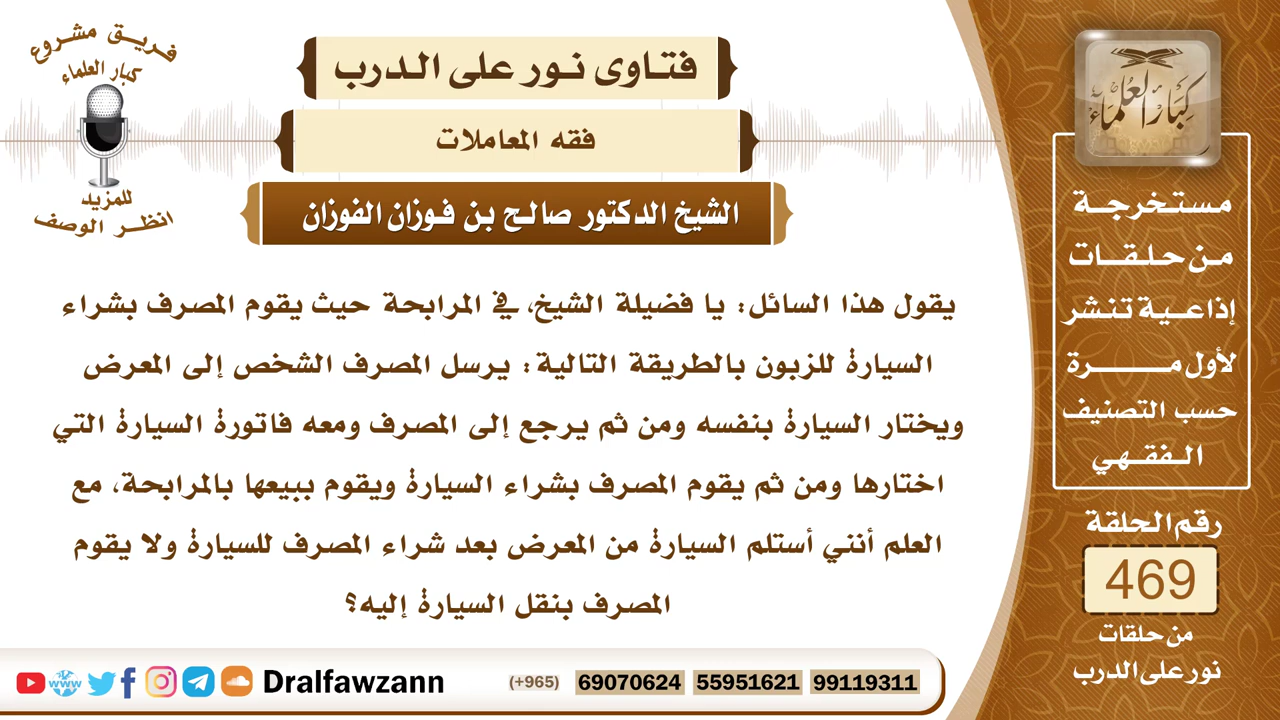 فريق مشروع
كبار العلماء
للمزيد
انظر الوصف
فتاوى نور على الدرب
فقه المعاملات
الشيخ الدكتور صالح بن فوزان الفوزان
يقول هذا السائل: يا فضيلة الشيخ، في المرابحة حيث يقوم المصرف بشراء
السيارة للزبون بالطريقة التالية: يرسل المصرف الشخص إلى المعرض
ويختار السيارة بنفسه ومن ثم يرجع إلى المصرف ومعه فاتورة السيارة التي
اختارها ومن ثم يقوم المصرف بشراء السيارة ويقوم ببيعها بالمرابحة، مع
العلم أنني أستلم السيارة من المعرض بعد شراء المصرف للسيارة ولا يقوم
المصرف بنقل السيارة إليه؟
كبار العلماء
مستخرجة
من حلقات
إذاعية تنشر
لأول مرة
حسب التصنيف
الفقهي
رقم الحلقة
469
من حلقات
نور على الدرب
www
Dralfawzann
(+965)
69070624
55951621
99119311